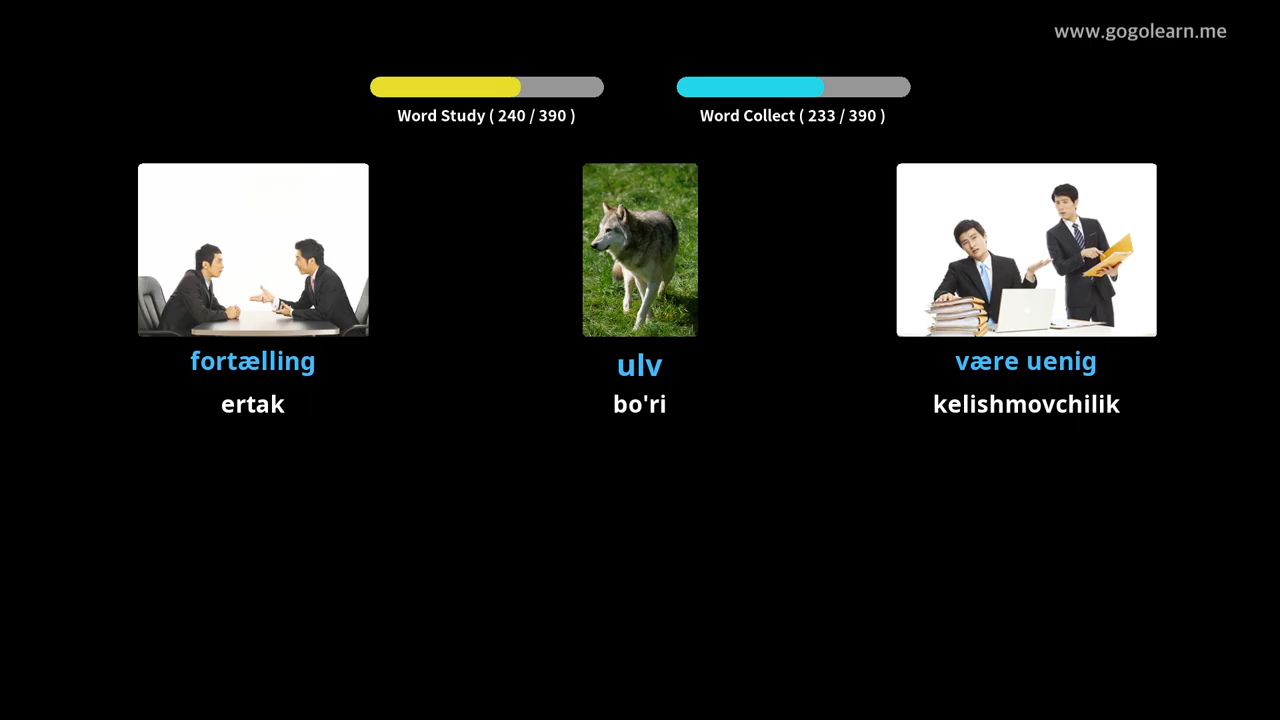 www.gogolearn.me
Word Study ( 240 / 390 )
Word Collect ( 233 / 390 )
fortælling
ulv
være uenig
ertak
bo'ri
kelishmovchilik